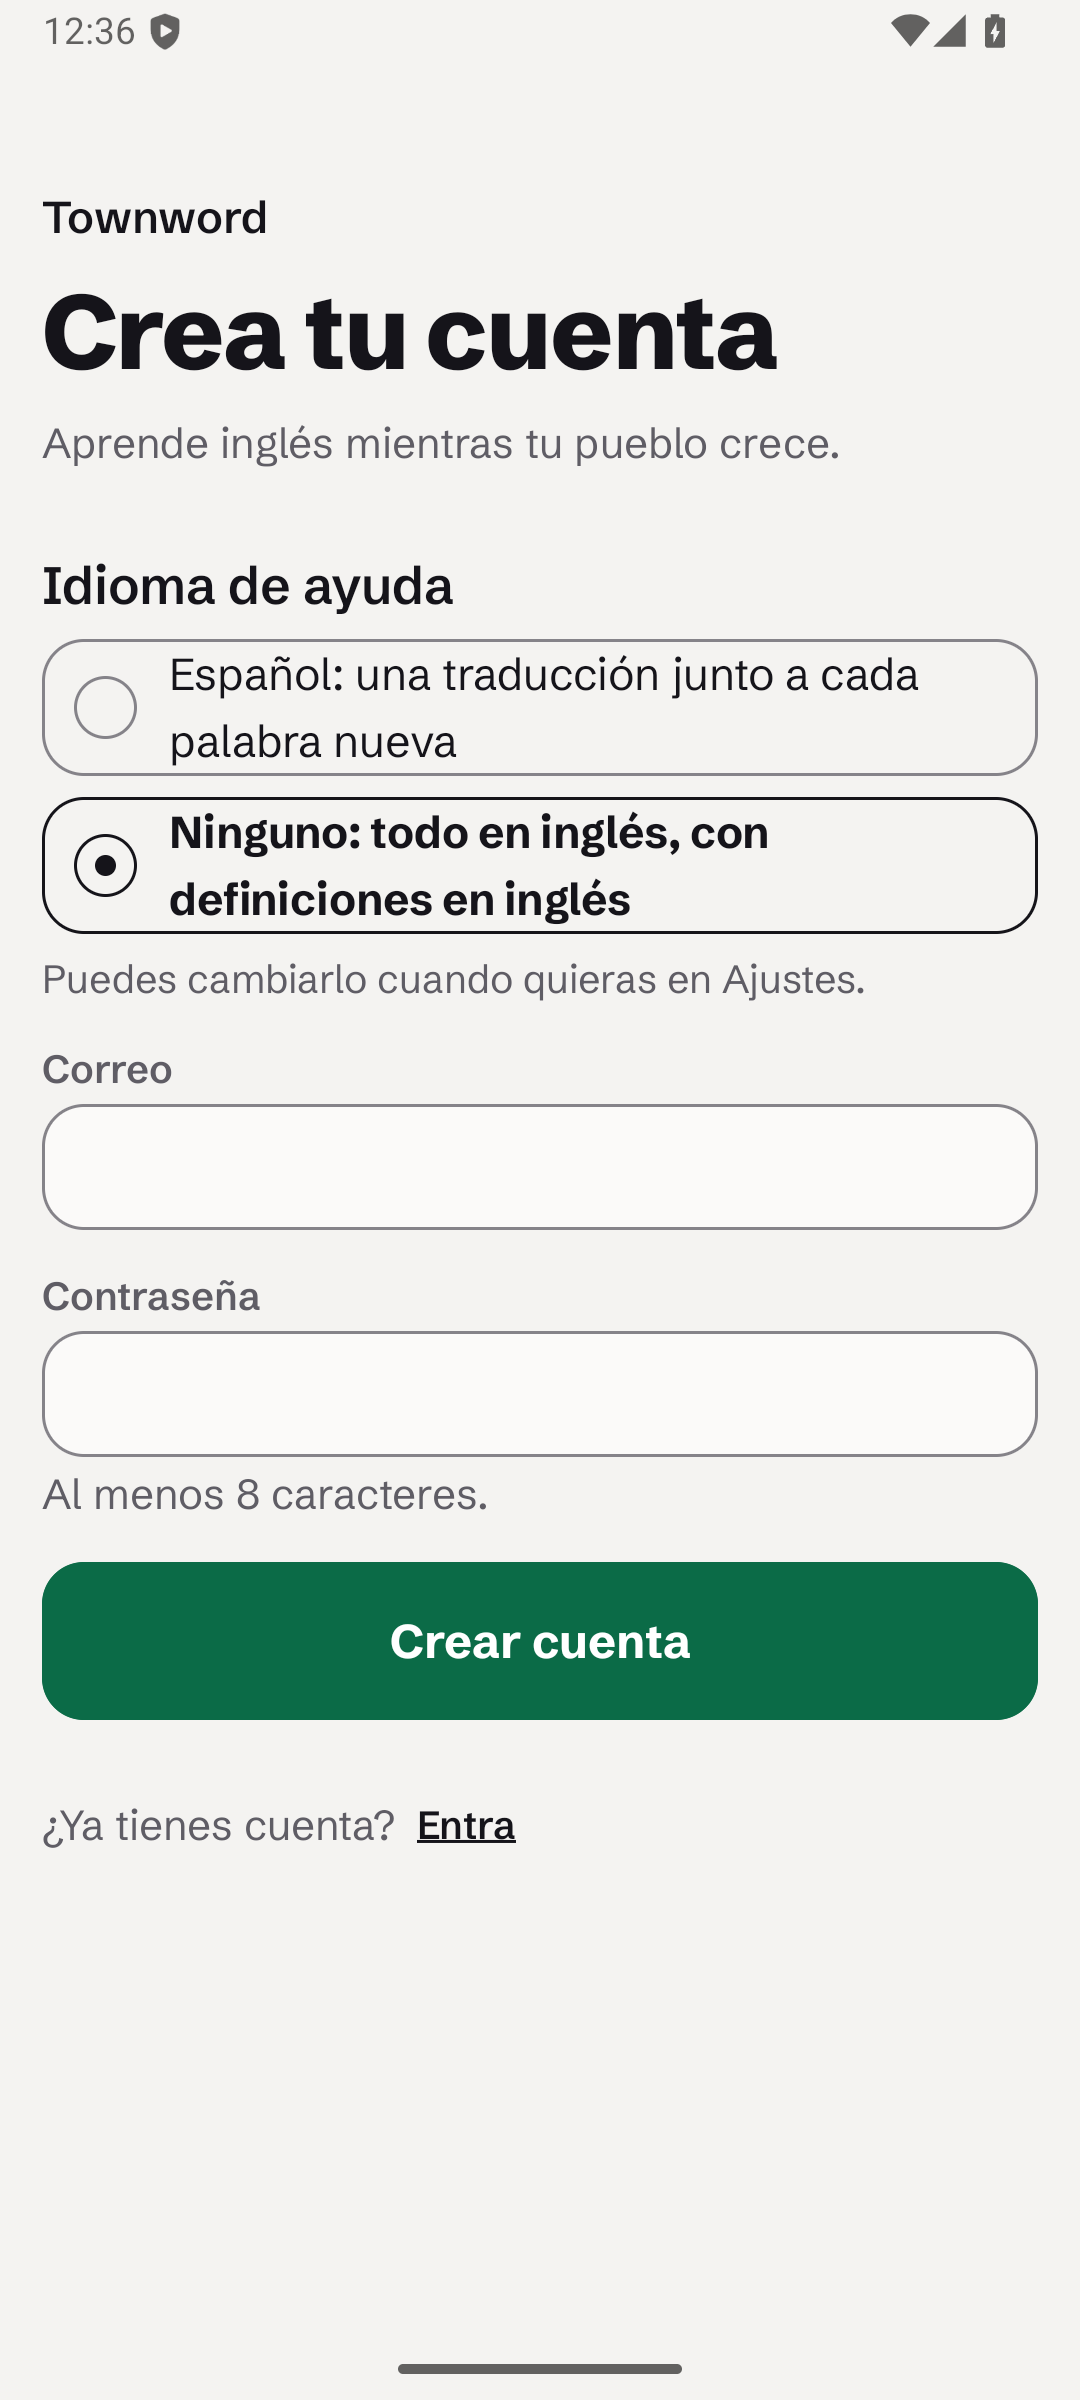 12:36
Townword
Crea tu cuenta
Aprende inglés mientras tu pueblo crece.
Idioma de ayuda
Español: una traducción junto a cada
palabra nueva
Ninguno: todo en inglés, con
definiciones en inglés
Puedes cambiarlo cuando quieras en Ajustes.
Correo
Contraseña
Al menos 8 caracteres.
Crear cuenta
¿Ya tienes cuenta? Entra